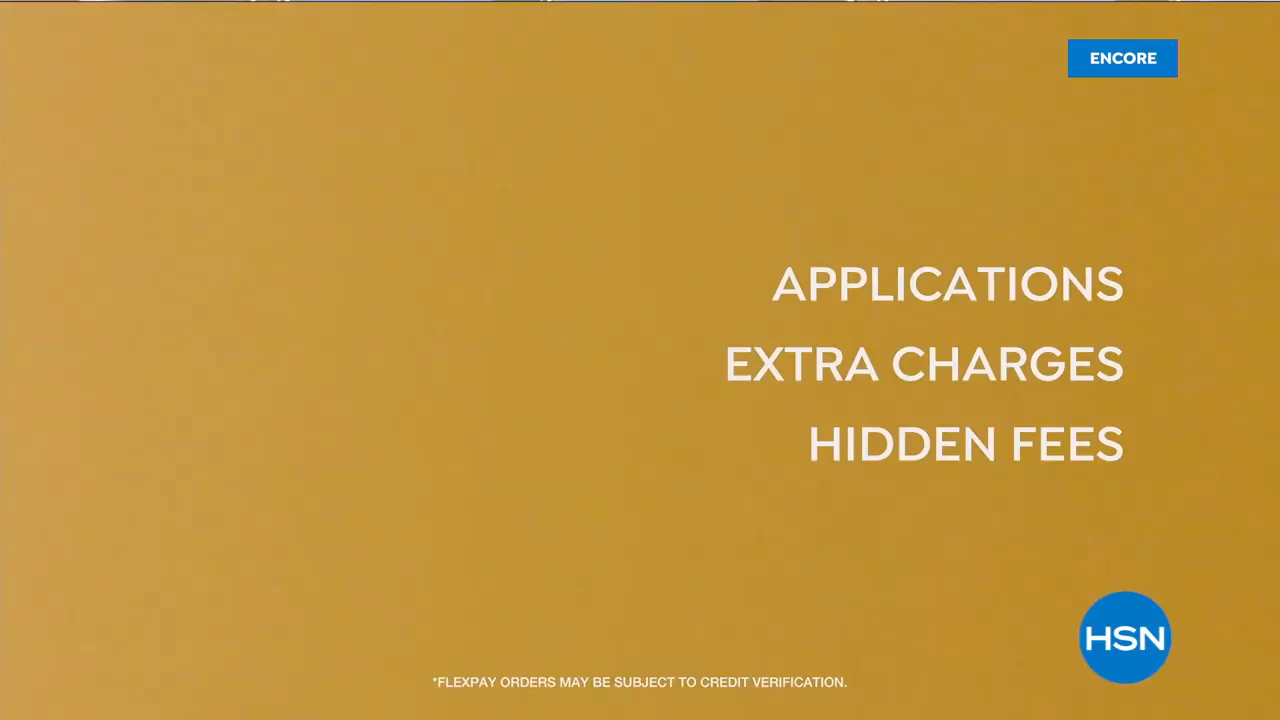 ENCORE
APPLICATIONS
EXTRA CHARGES
HIDDEN FEES
HSN
*FLEXPAY ORDERS MAY BE SUBJECT TO CREDIT VERIFICATION.